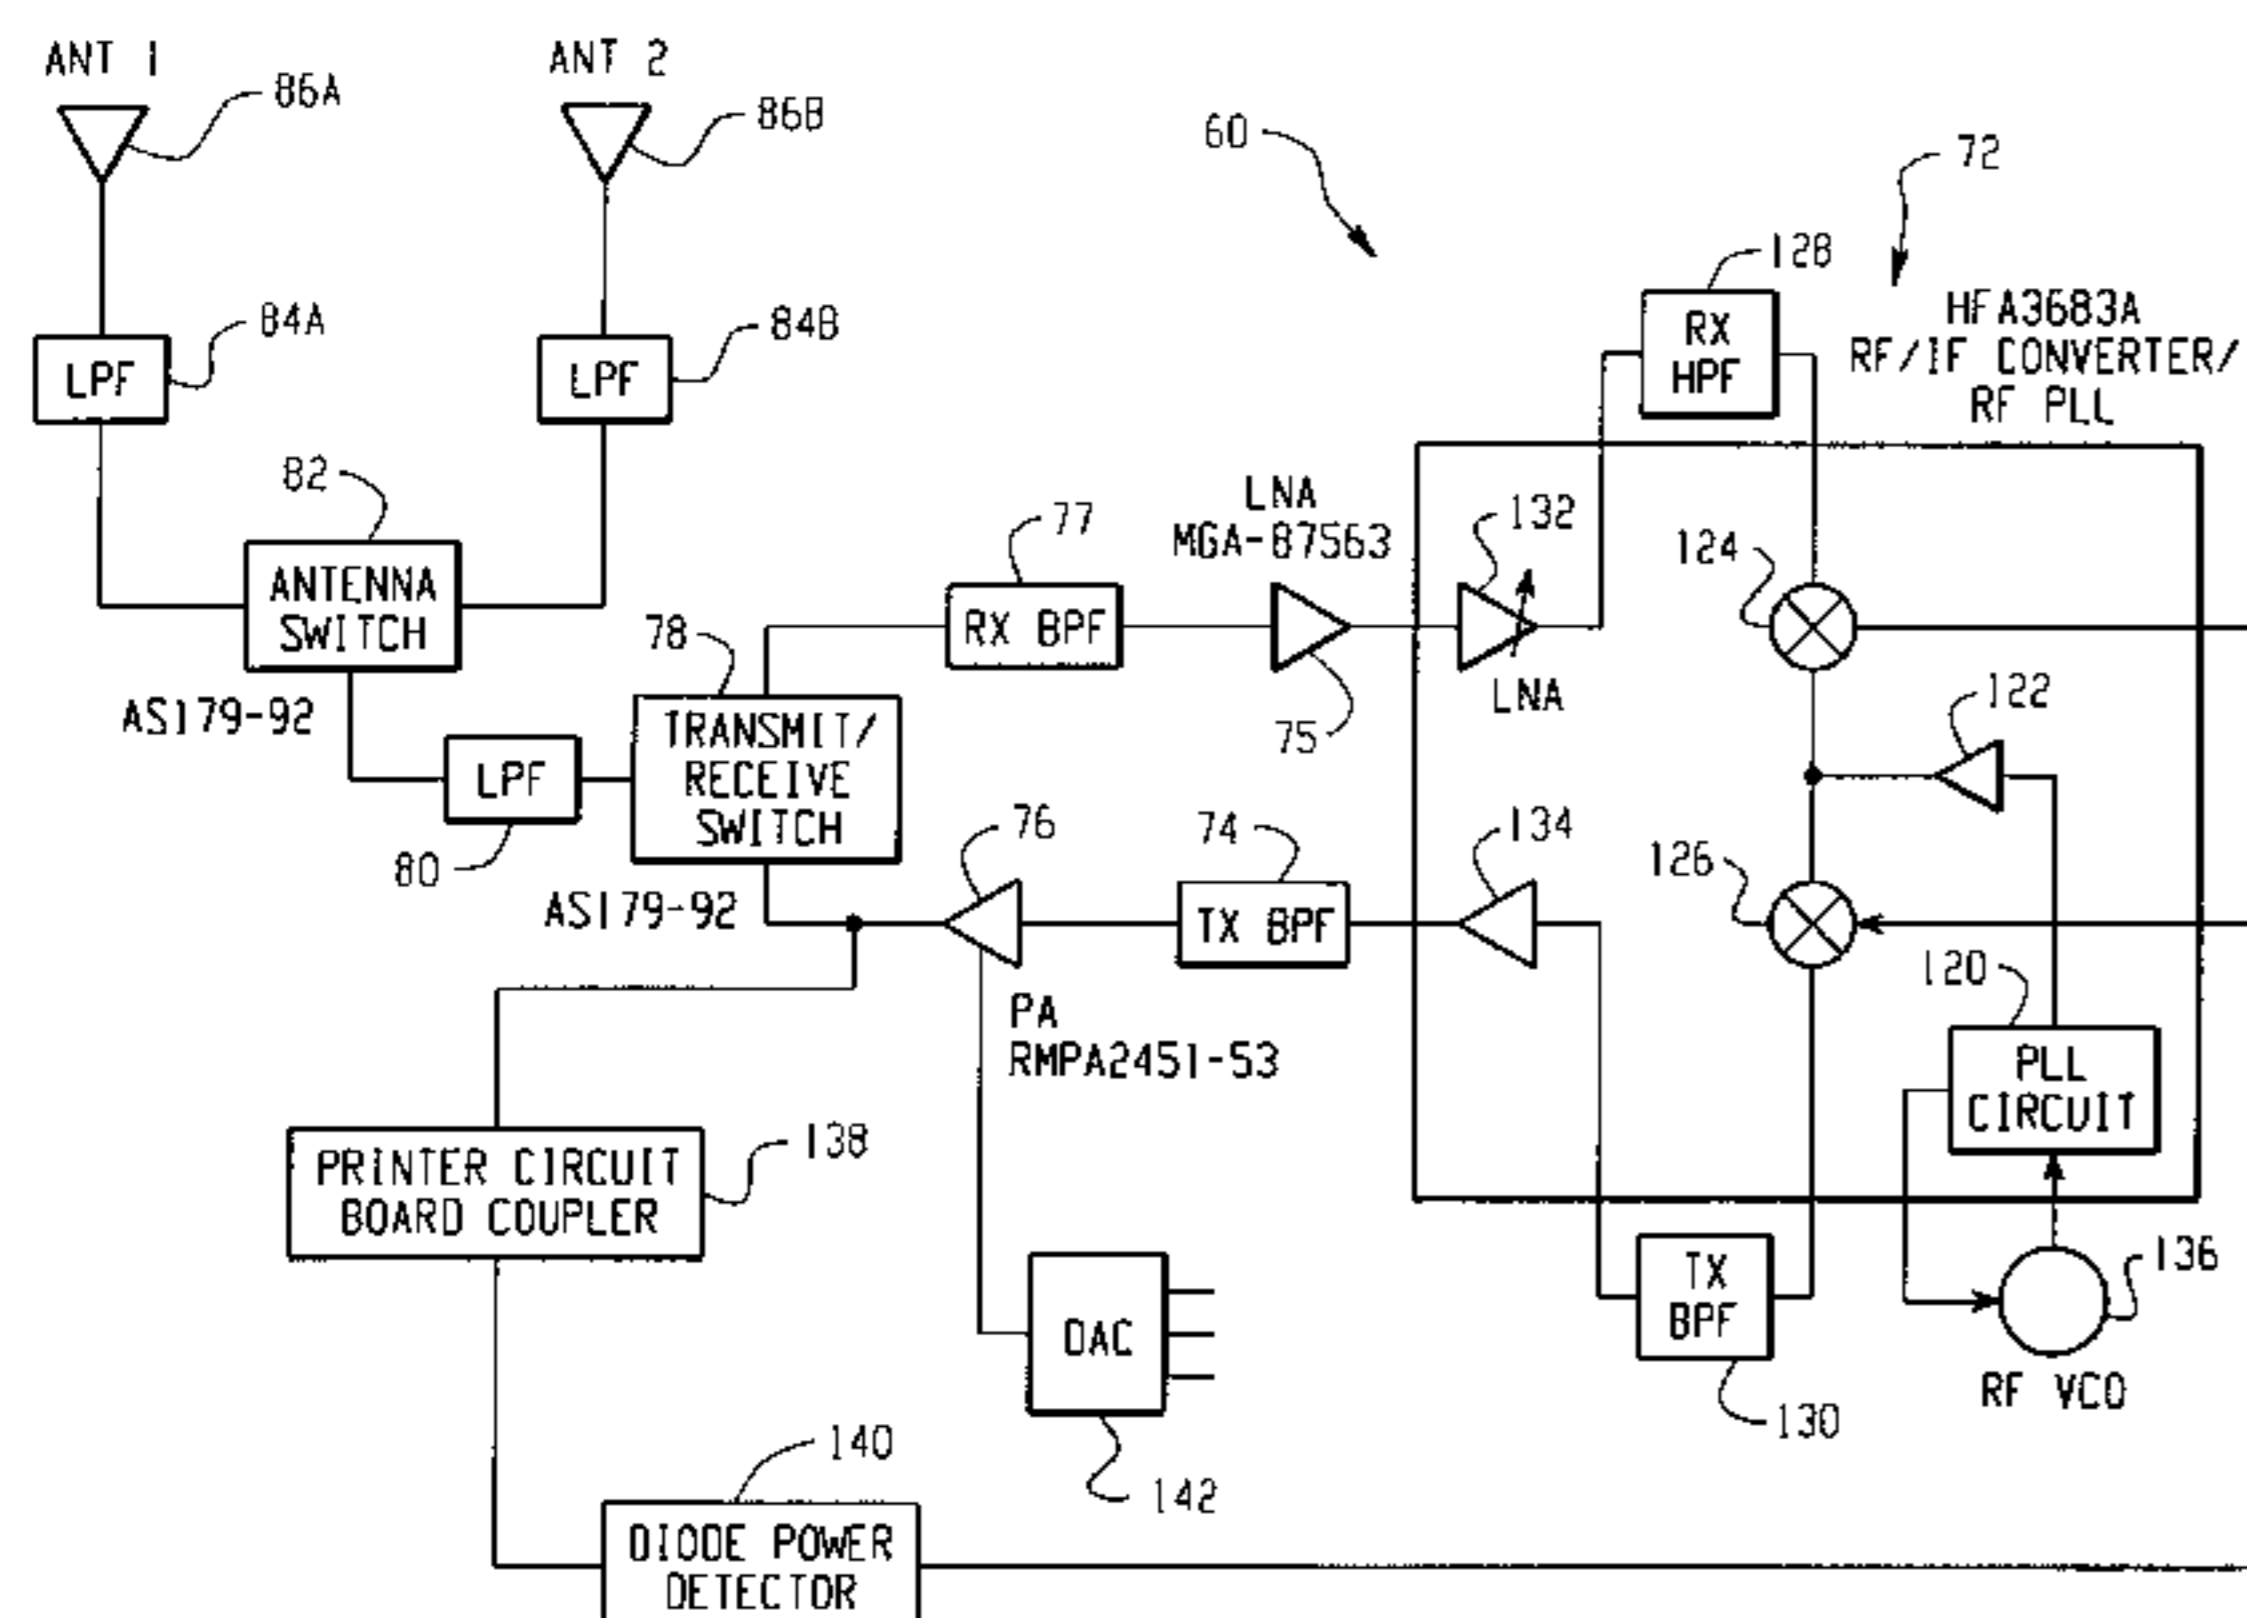 ANT 1
ANT 2
86A
86B
60
72
128
84A
84B
LPF
LPF
RX
HPF
HFA3683A
RF/IF CONVERTER/
RF PLL
82
77
LNA
MGA-87563
132
124
ANTENNA
SWITCH
78
RX BPF
AS179-92
75
LNA
122
TRANSMIT/
RECEIVE
SWITCH
LPF
80
76
74
134
126
AS179-92
TX BPF
120
PA
RMPA2451-53
PLL
CIRCUIT
138
PRINTER CIRCUIT
BOARD COUPLER
136
TX
BPF
DAC
RF VCO
130
140
142
DIODE POWER
DETECTOR